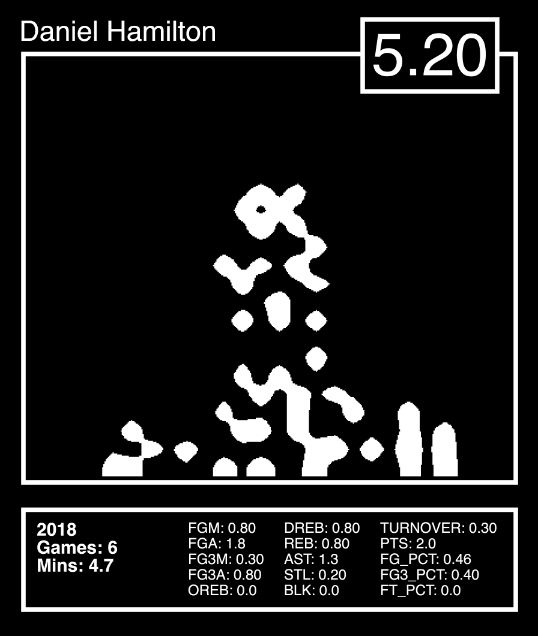 Daniel Hamilton
5.20
2018
Games: 6
Mins: 4.7
FGM: 0.80
FGA: 1.8
FG3M: 0.30
FG3A: 0.80
OREB: 0.0
DREB: 0.80
REB: 0.80
AST: 1.3
STL: 0.20
BLK: 0.0
TURNOVER: 0.30
PTS: 2.0
FG_PCT: 0.46
FG3_PCT: 0.40
FT_PCT: 0.0